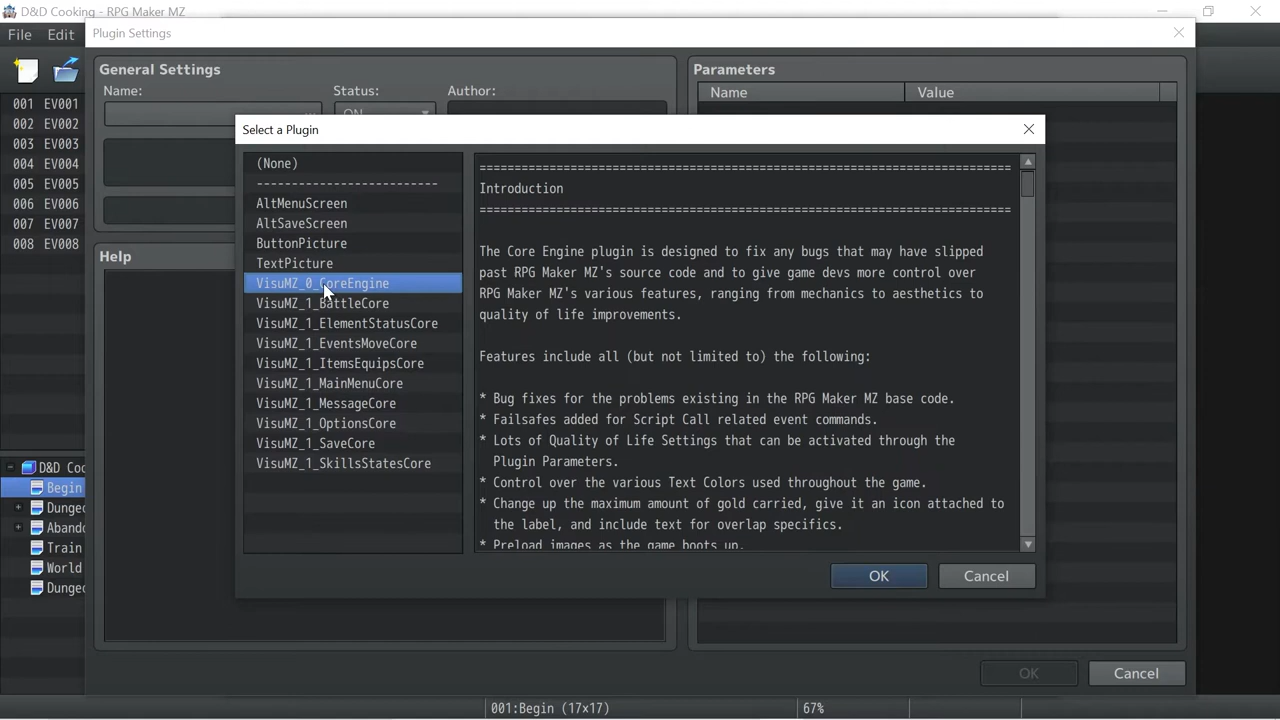 D&D Cooking - RPG Maker MZ
File Edit
Plugin Settings
001 EV001
002 EV002
003 EV003
004 EV004
005 EV005
006 EV006
007 EV007
008 EV008
D&D Coo
Begin
Dunge
Aband
Train
World
Dunge
General Settings
Name:
Status:
Author:
ON
Help
Parameters
Name
Value
Select a Plugin
(None)
--------------------------
AltMenuScreen
AltSaveScreen
ButtonPicture
TextPicture
VisuMZ_0_CoreEngine
VisuMZ_1_BattleCore
VisuMZ_1_ElementStatusCore
VisuMZ_1_EventsMoveCore
VisuMZ_1_ItemsEquipsCore
VisuMZ_1_MainMenuCore
VisuMZ_1_MessageCore
VisuMZ_1_OptionsCore
VisuMZ_1_SaveCore
VisuMZ_1_SkillsStatesCore
============================================================================
Introduction
============================================================================
The Core Engine plugin is designed to fix any bugs that may have slipped
past RPG Maker MZ's source code and to give game devs more control over
RPG Maker MZ's various features, ranging from mechanics to aesthetics to
quality of life improvements.
Features include all (but not limited to) the following:
* Bug fixes for the problems existing in the RPG Maker MZ base code.
* Failsafes added for Script Call related event commands.
* Lots of Quality of Life Settings that can be activated through the
Plugin Parameters.
* Control over the various Text Colors used throughout the game.
* Change up the maximum amount of gold carried, give it an icon attached to
the label, and include text for overlap specifics.
* Preload images as the game boots up.
OK
Cancel
OK
Cancel
001:Begin (17x17)
67%